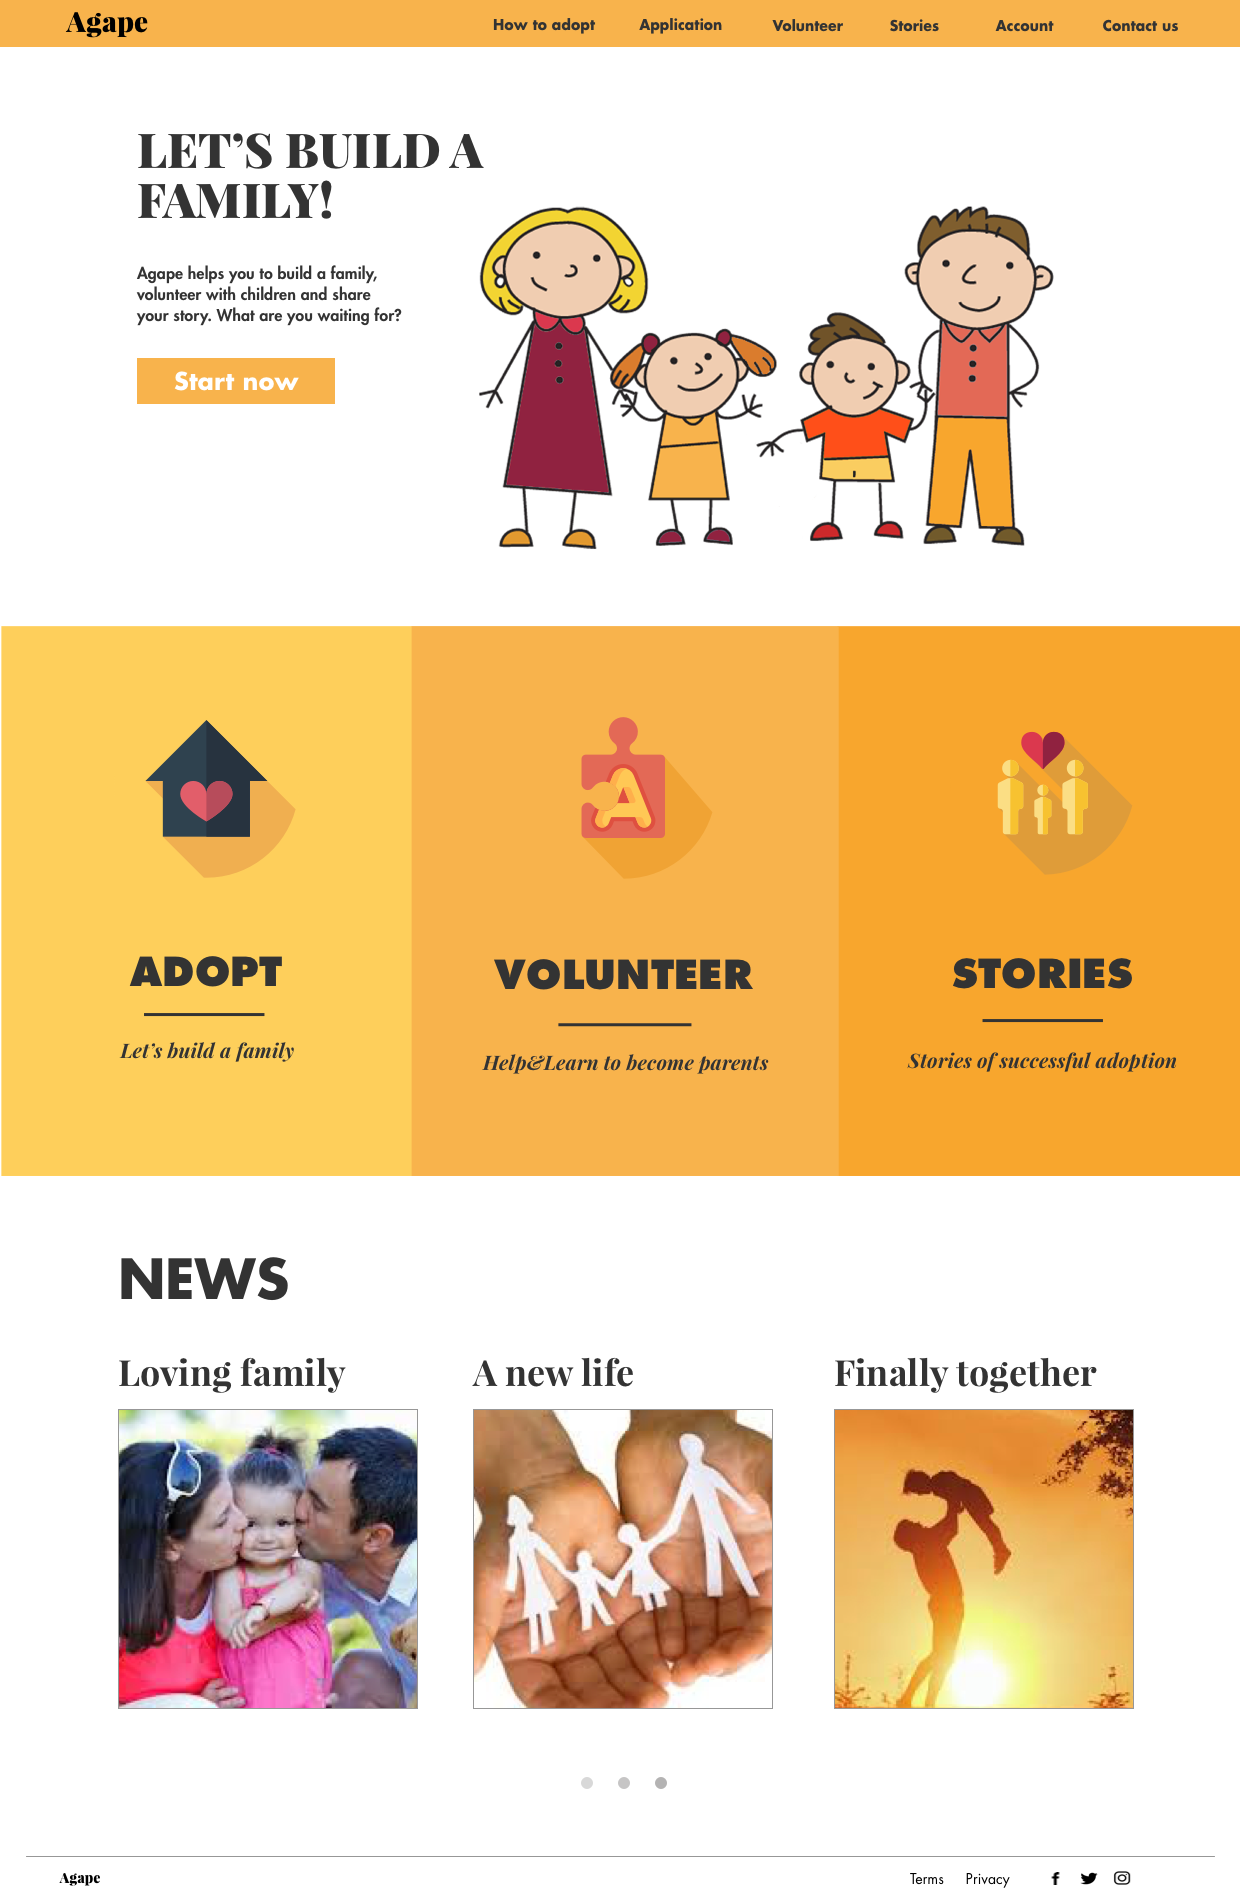 Agape
How to adopt
Application
Volunteer
Stories
Account
Contact us
LET’S BUILD A
FAMILY!
Agape helps you to build a family,
volunteer with children and share
your story. What are you waiting for?
Start now
A
ADOPT
Let’s build a family
VOLUNTEER
Help&Learn to become parents
STORIES
Stories of successful adoption
NEWS
Loving family
A new life
Finally together
Agape
Terms
Privacy